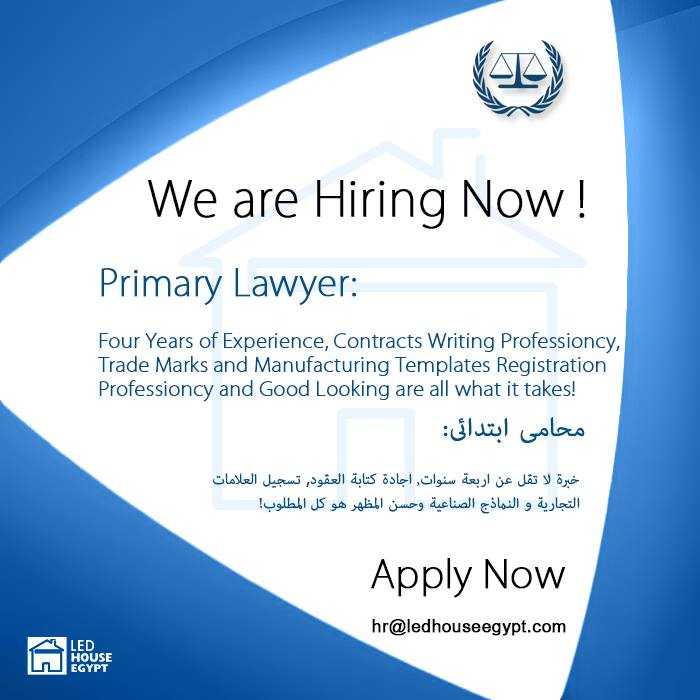 We are Hiring Now !
Primary Lawyer:
Four Years of Experience, Contracts Writing Professioncy,
Trade Marks and Manufacturing Templates Registration
Professioncy and Good Looking are all what it takes!
محامى ابتدائى:
خبرة لا تقل عن اربعة سنوات, اجادة كتابة العقود, تسجيل العلامات
التجارية و النماذج الصناعية وحسن المظهر هو كل المطلوب!
Apply Now
hr@ledhouseegypt.com
LED
HOUSE
EGYPT